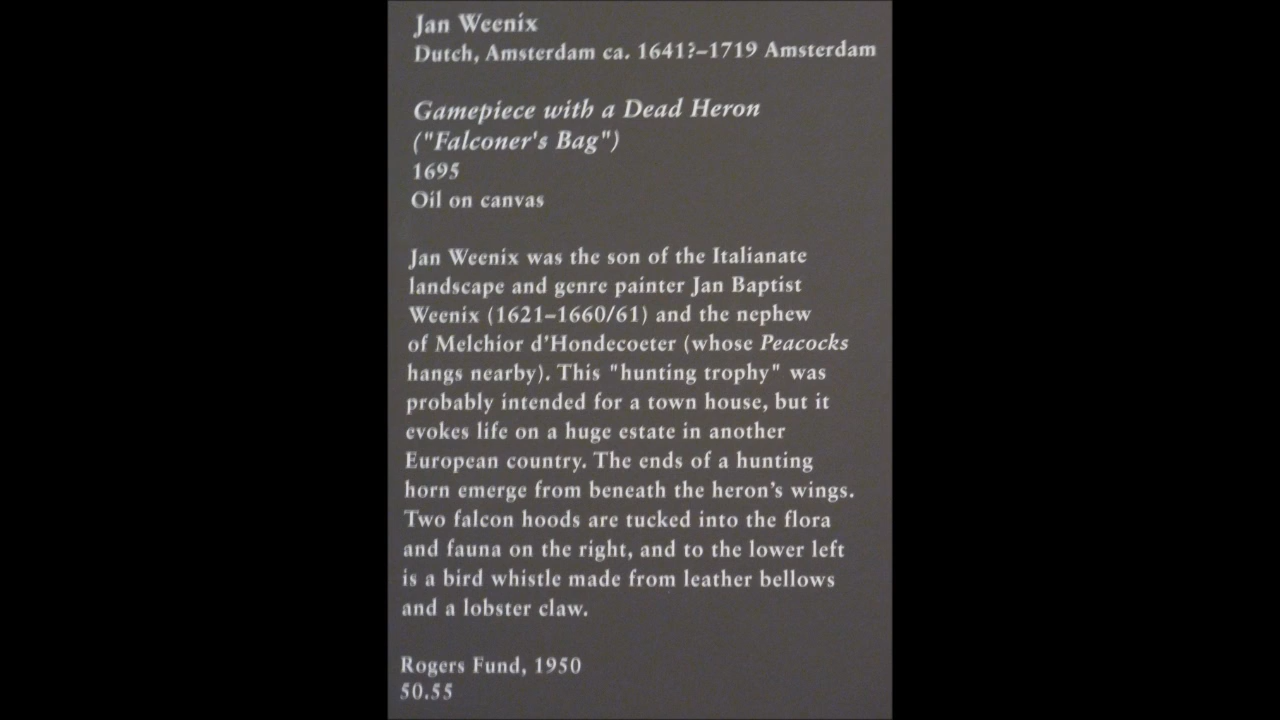 Jan Weenix
Dutch, Amsterdam ca. 1641?–1719 Amsterdam
Gamepiece with a Dead Heron
("Falconer's Bag")
1695
Oil on canvas
Jan Weenix was the son of the Italianate
landscape and genre painter Jan Baptist
Weenix (1621–1660/61) and the nephew
of Melchior d'Hondecoeter (whose Peacocks
hangs nearby). This "hunting trophy" was
probably intended for a town house, but it
evokes life on a huge estate in another
European country. The ends of a hunting
horn emerge from beneath the heron’s wings.
Two falcon hoods are tucked into the flora
and fauna on the right, and to the lower left
is a bird whistle made from leather bellows
and a lobster claw.
Rogers Fund, 1950
50.55